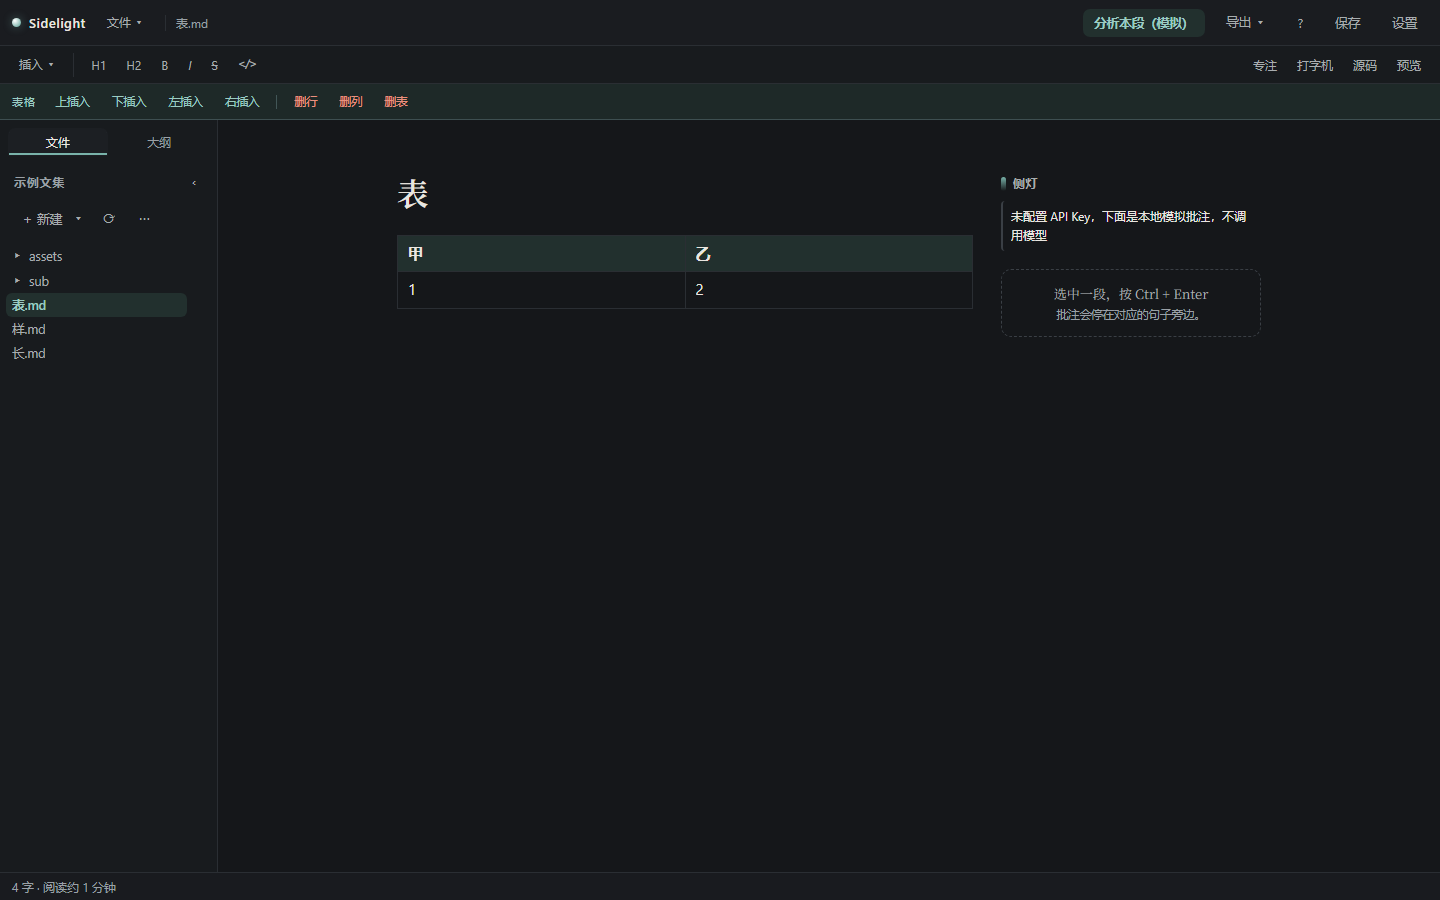 Sidelight 文件 表.md 分析本段（模拟） 导出 ? 保存 设置
插入 H1 H2 B I S </> 专注 打字机 源码 预览
表格 上插入 下插入 左插入 右插入 删行 删列 删表
文件 大纲
示例文集
+ 新建 ···
assets
sub
表.md
样.md
长.md
表
甲 乙
1 2
侧灯
未配置 API Key，下面是本地模拟批注，不调
用模型
选中一段，按 Ctrl + Enter
批注会停在对应的句子旁边。
4 字 · 阅读约 1 分钟